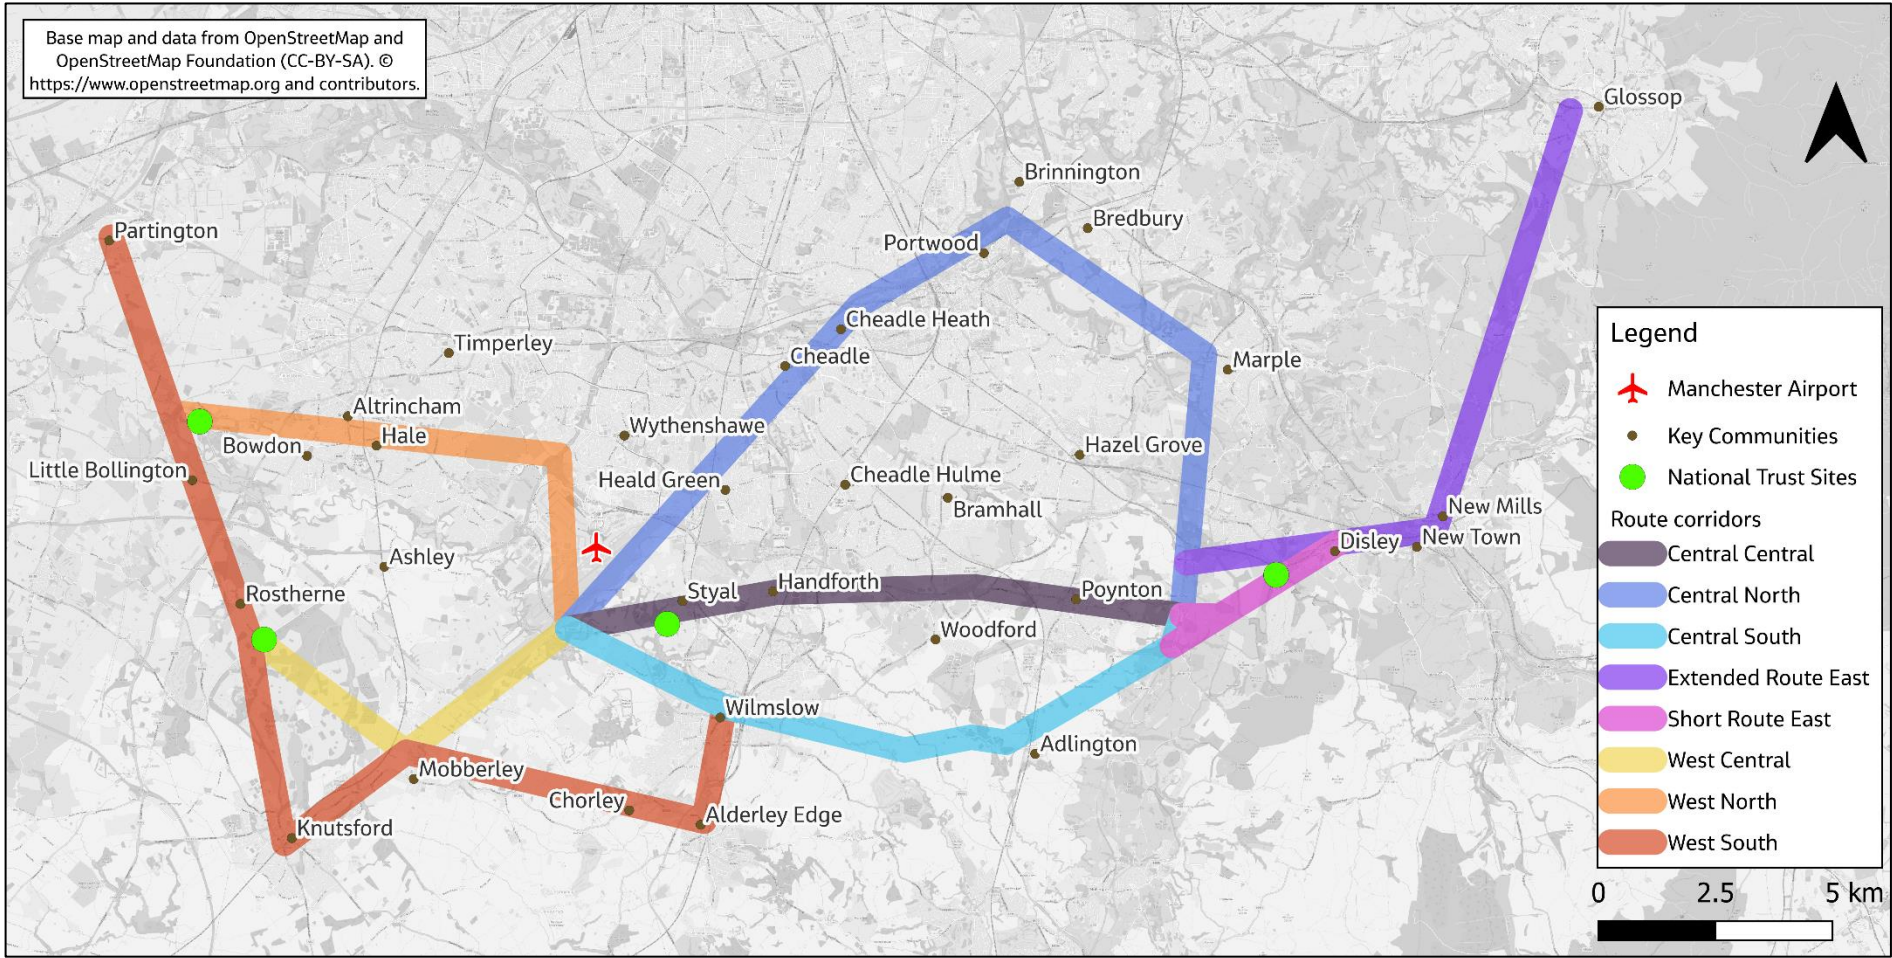 Base map and data from OpenStreetMap and
OpenStreetMap Foundation (CC-BY-SA). ©
https://www.openstreetmap.org and contributors.
Glossop
Brinnington
Bredbury
Partington
Portwood
Cheadle Heath
Timperley
Cheadle
Marple
Altrincham
Wythenshawe
Hale
Bowdon
Hazel Grove
Little Bollington
Heald Green
Cheadle Hulme
Bramhall
New Mills
Disley
New Town
Ashley
Handforth
Styal
Poynton
Rostherne
Woodford
Wilmslow
Adlington
Mobberley
Chorley
Alderley Edge
Knutsford
Legend
Manchester Airport
Key Communities
National Trust Sites
Route corridors
Central Central
Central North
Central South
Extended Route East
Short Route East
West Central
West North
West South
0 2.5 5 km